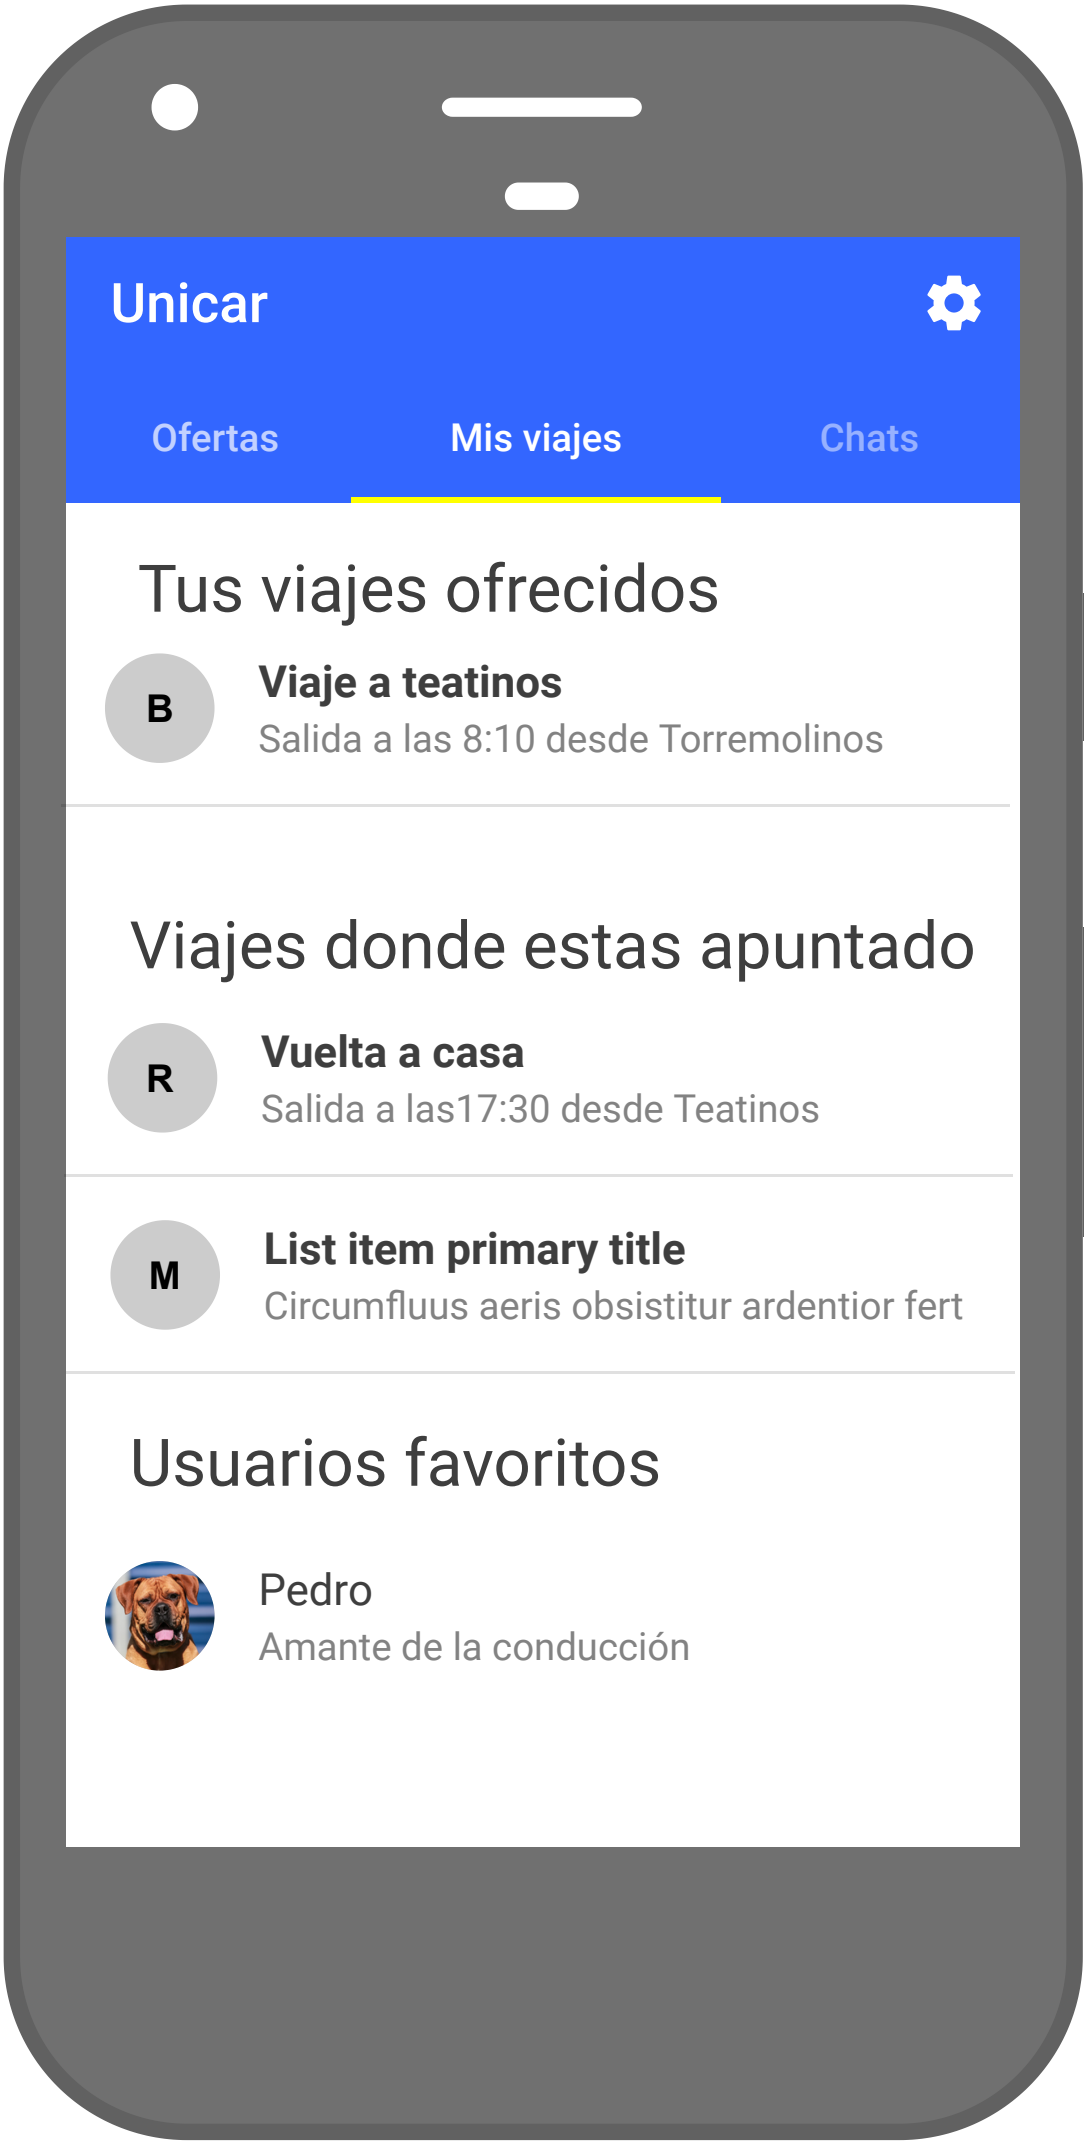 Unicar
Ofertas Mis viajes Chats
Tus viajes ofrecidos
B
Viaje a teatinos
Salida a las 8:10 desde Torremolinos
Viajes donde estas apuntado
R
Vuelta a casa
Salida a las17:30 desde Teatinos
M
List item primary title
Circumfluus aeris obsistitur ardentior fert
Usuarios favoritos
Pedro
Amante de la conducción